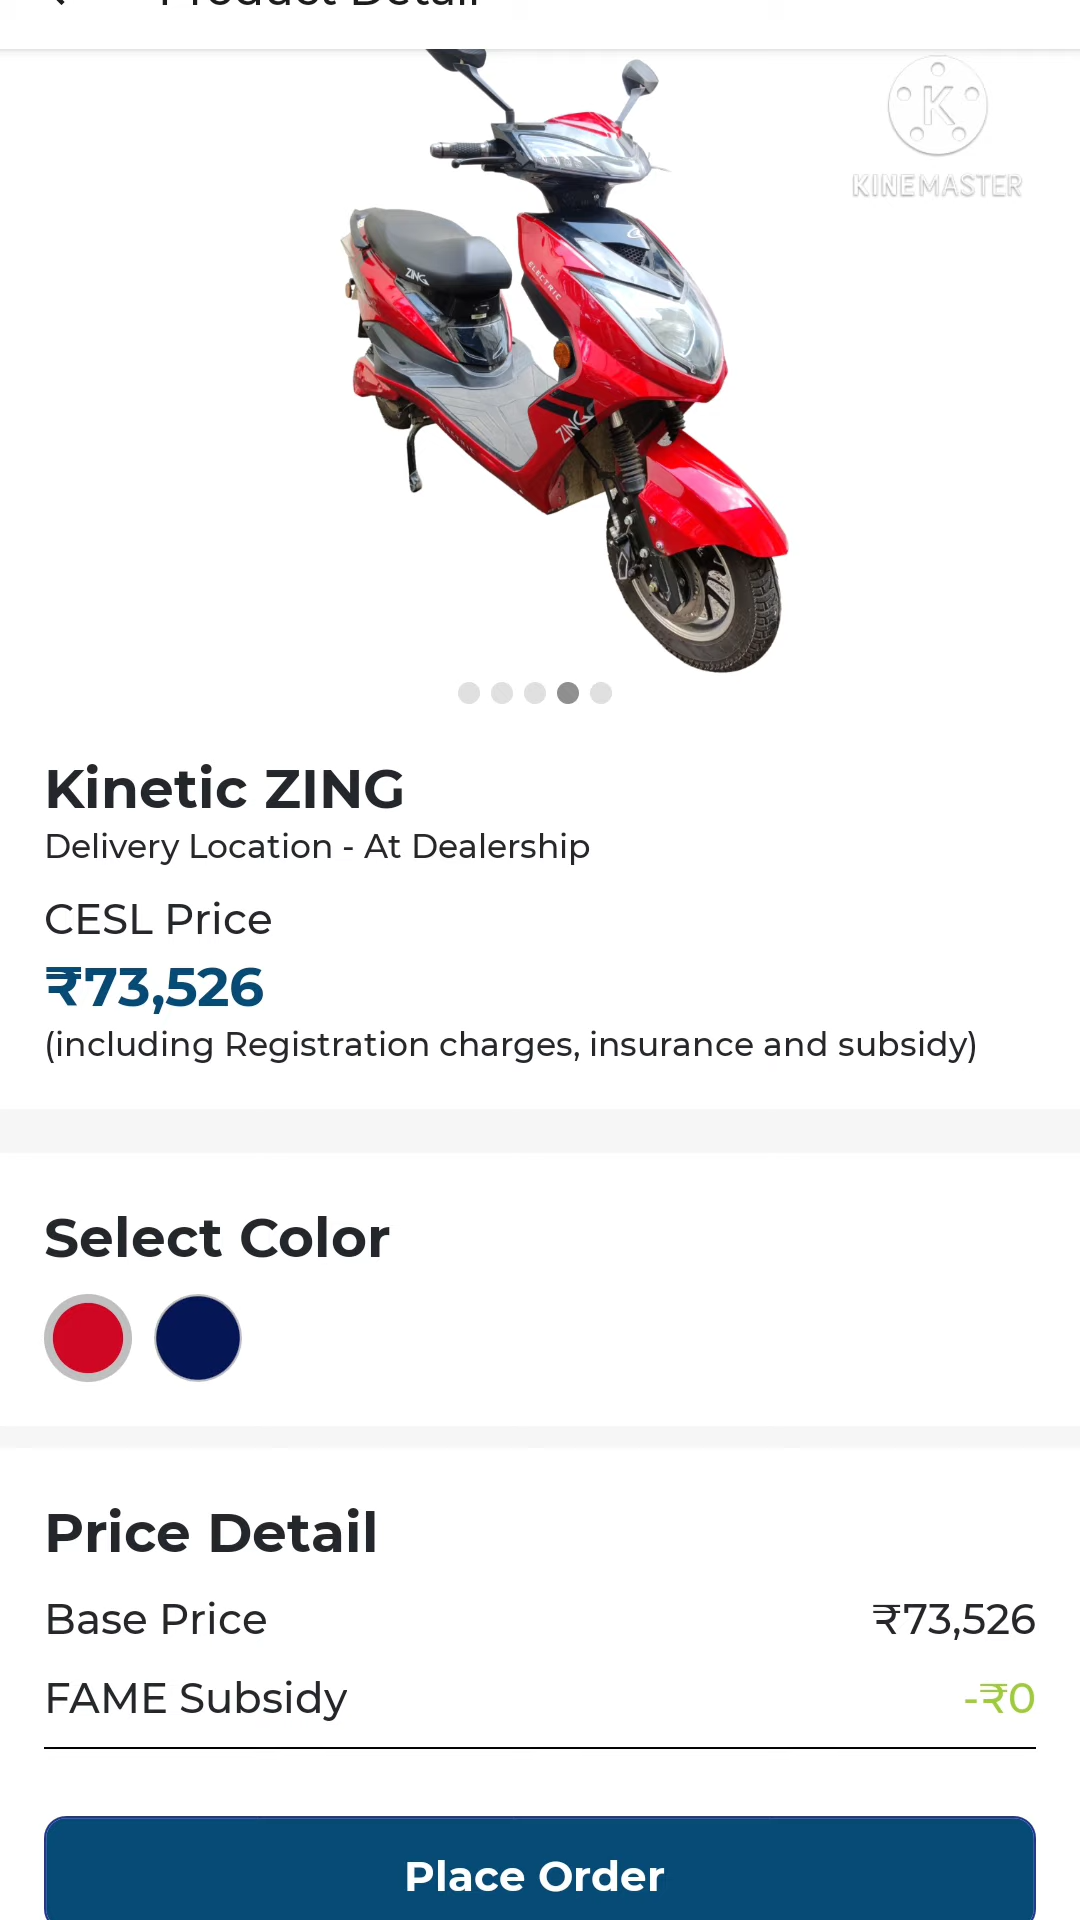 KINEMASTER
K
ZING
ELECTRIC
ZING
Kinetic ZING
Delivery Location - At Dealership
CESL Price
₹73,526
(including Registration charges, insurance and subsidy)
Select Color
Price Detail
Base Price ₹73,526
FAME Subsidy -₹0
Place Order